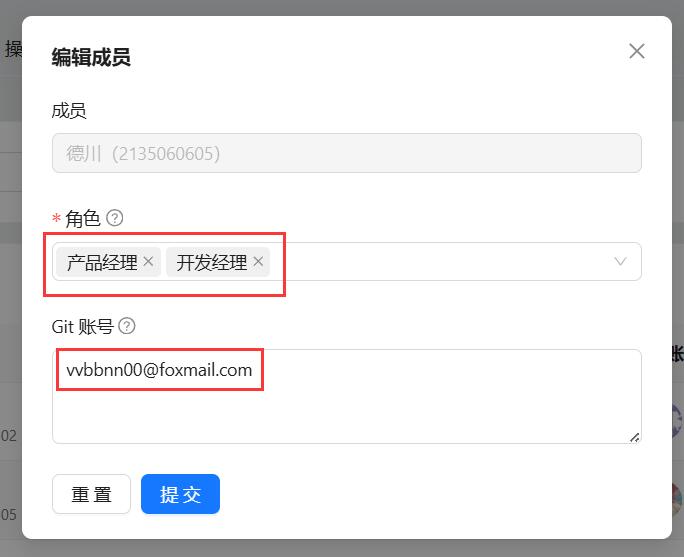 操
编辑成员
成员
德川（2135060605）
* 角色
产品经理 开发经理
Git 账号
账
vvbbnn00@foxmail.com
02
重置 提交
05